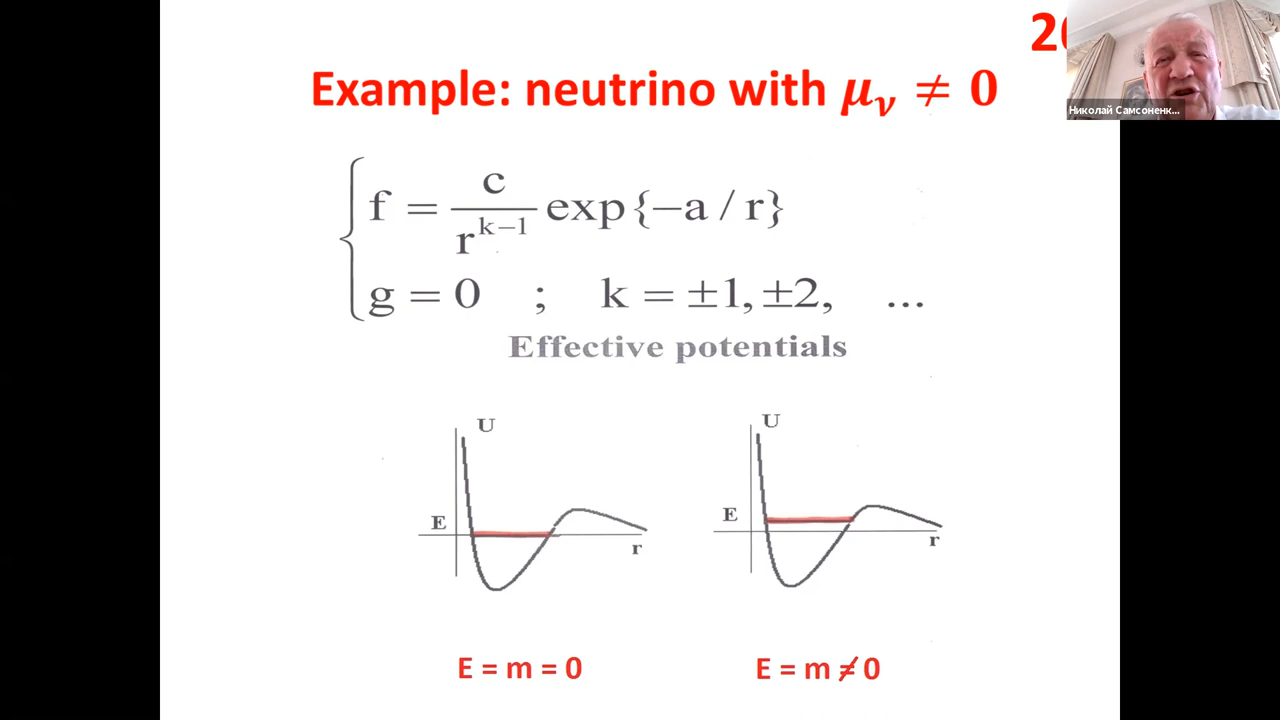 Example: neutrino with μ_ν ≠ 0
Николай Самсоненк...
f = c / r^{k−1} exp{−a / r}
g = 0 ; k = ±1, ±2, ...
Effective potentials
U
U
E
E
r
r
E = m = 0
E = m ≠ 0